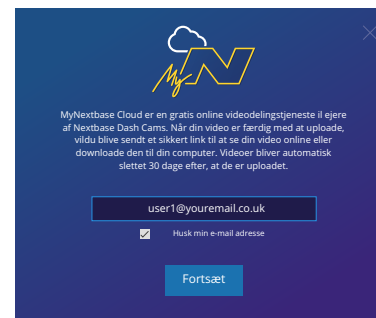 My N
MyNextbase Cloud er en gratis online videodelingstjeneste il ejere
af Nextbase Dash Cams. Når din video er færdig med at uploade,
vildu blive sendt et sikkert link til at se din video online eller
downloade den til din computer. Videoer bliver automatisk
slettet 30 dage efter, at de er uploadet.
user1@youremail.co.uk
Husk min e-mail adresse
Fortsæt